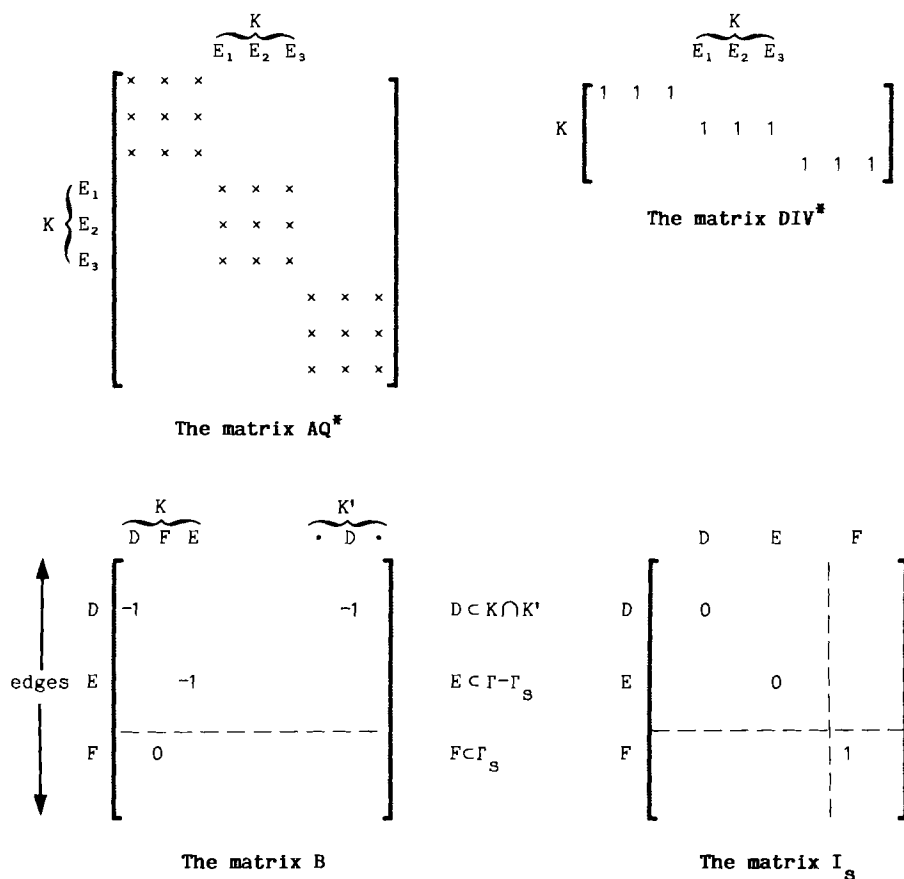 K
E₁ E₂ E₃
× × ×
× × ×
× × ×
E₁ × × ×
K E₂ × × ×
E₃ × × ×
× × ×
× × ×
× × ×
The matrix AQ*
K
E₁ E₂ E₃
1 1 1
K 1 1 1
1 1 1
The matrix DIV*
K K'
D F E · D ·
D -1 -1 D ⊂ K ∩ K'
edges E -1 E ⊂ Γ-Γₛ
F 0 F⊂Γₛ
The matrix B
D E F
D 0
E 0
F 1
The matrix Iₛ